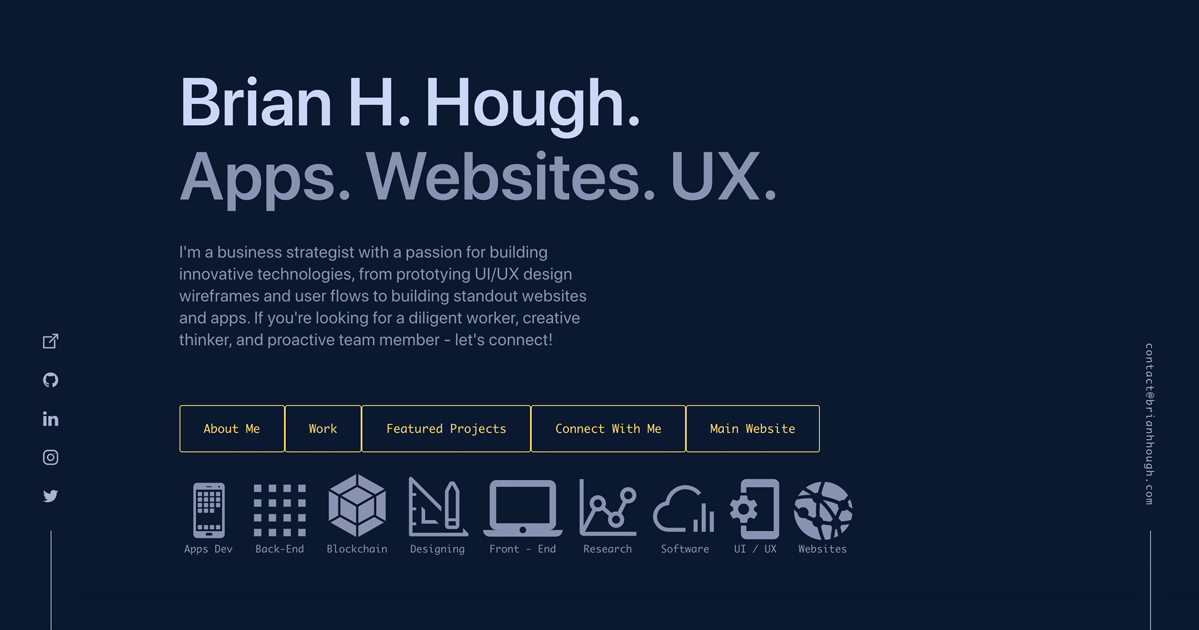 Brian H. Hough.
Apps. Websites. UX.
I'm a business strategist with a passion for building
innovative technologies, from prototying UI/UX design
wireframes and user flows to building standout websites
and apps. If you're looking for a diligent worker, creative
thinker, and proactive team member - let's connect!
About Me
Work
Featured Projects
Connect With Me
Main Website
Apps Dev
Back-End
Blockchain
Designing
Front - End
Research
Software
UI / UX
Websites
contact@brianhhough.com